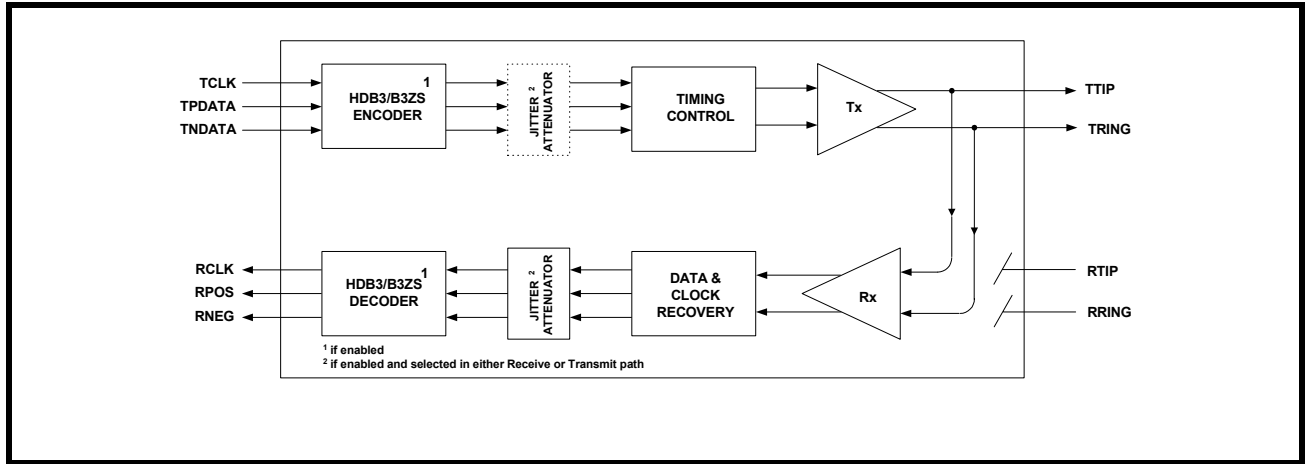 TCLK
TPDATA
TNDATA
HDB3/B3ZS 1
ENCODER
JITTER 2
ATTENUATOR
TIMING
CONTROL
Tx
TTIP
TRING
RCLK
RPOS
RNEG
HDB3/B3ZS 1
DECODER
JITTER 2
ATTENUATOR
DATA &
CLOCK
RECOVERY
Rx
RTIP
RRING
1 if enabled
2 if enabled and selected in either Receive or Transmit path